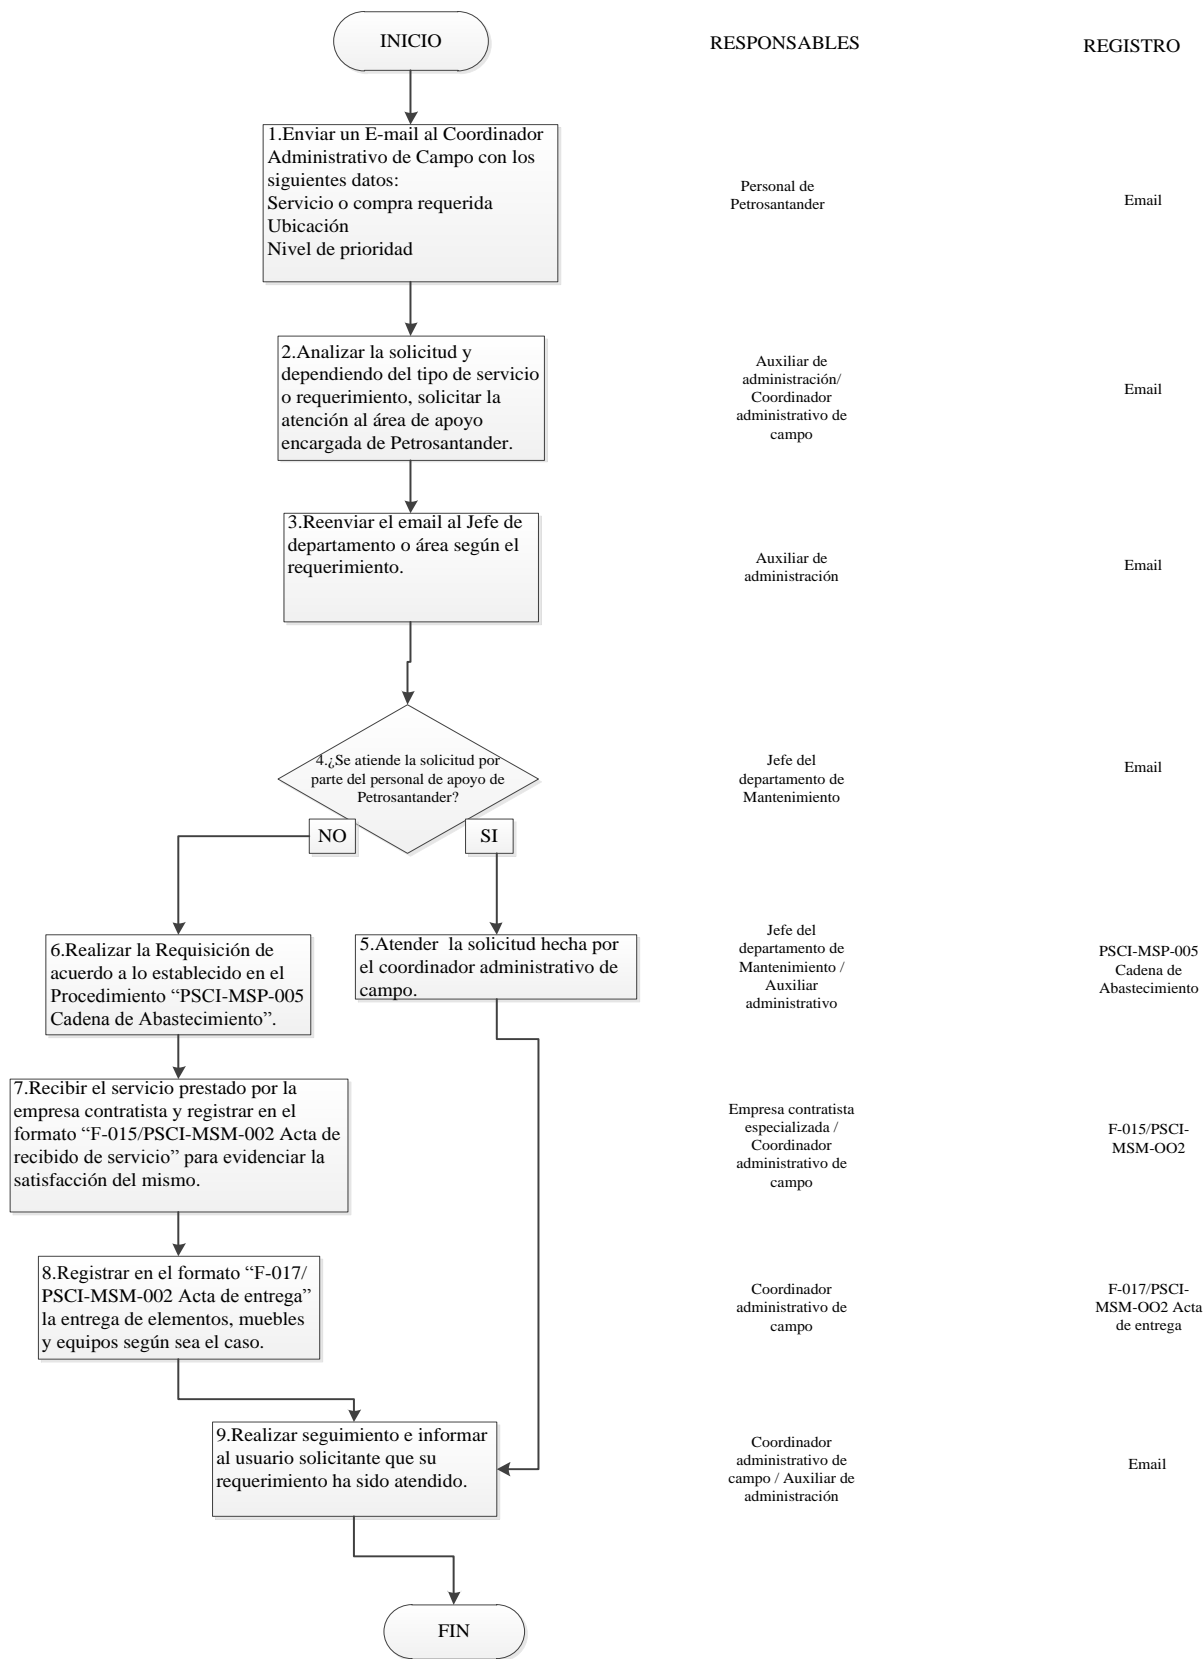 INICIO
RESPONSABLES
REGISTRO
1.Enviar un E-mail al Coordinador
Administrativo de Campo con los
siguientes datos:
Servicio o compra requerida
Ubicación
Nivel de prioridad
Personal de
Petrosantander
Email
2.Analizar la solicitud y
dependiendo del tipo de servicio
o requerimiento, solicitar la
atención al área de apoyo
encargada de Petrosantander.
Auxiliar de
administración/
Coordinador
administrativo de
campo
Email
3.Reenviar el email al Jefe de
departamento o área según el
requerimiento.
Auxiliar de
administración
Email
4.¿Se atiende la solicitud por
parte del personal de apoyo de
Petrosantander?
Jefe del
departamento de
Mantenimiento
Email
NO
SI
6.Realizar la Requisición de
acuerdo a lo establecido en el
Procedimiento “PSCI-MSP-005
Cadena de Abastecimiento”.
5.Atender  la solicitud hecha por
el coordinador administrativo de
campo.
Jefe del
departamento de
Mantenimiento /
Auxiliar
administrativo
PSCI-MSP-005
Cadena de
Abastecimiento
7.Recibir el servicio prestado por la
empresa contratista y registrar en el
formato “F-015/PSCI-MSM-002 Acta de
recibido de servicio” para evidenciar la
satisfacción del mismo.
Empresa contratista
especializada /
Coordinador
administrativo de
campo
F-015/PSCI-
MSM-OO2
8.Registrar en el formato “F-017/
PSCI-MSM-002 Acta de entrega”
la entrega de elementos, muebles
y equipos según sea el caso.
Coordinador
administrativo de
campo
F-017/PSCI-
MSM-OO2 Acta
de entrega
9.Realizar seguimiento e informar
al usuario solicitante que su
requerimiento ha sido atendido.
Coordinador
administrativo de
campo / Auxiliar de
administración
Email
FIN